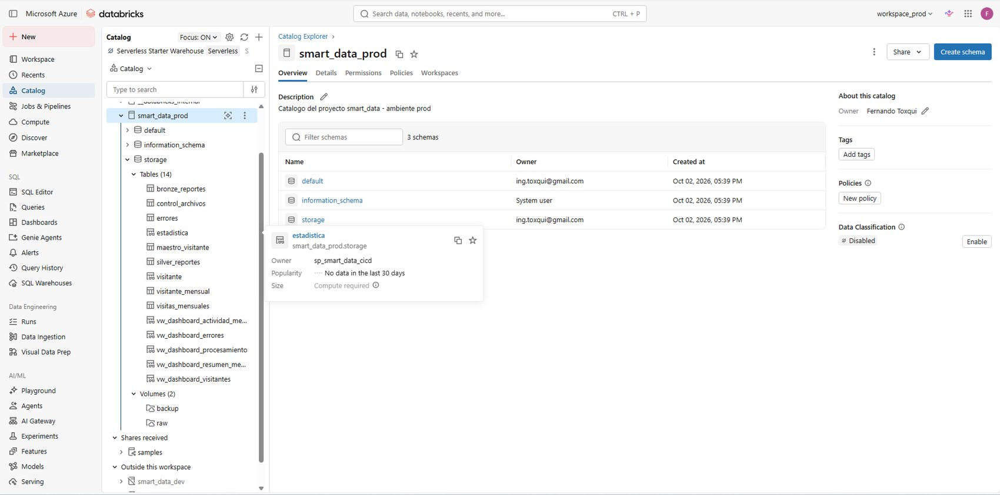 Microsoft Azure
databricks
Search data, notebooks, recents, and more...
CTRL + P
workspace_prod
F
New
Workspace
Recents
Catalog
Jobs & Pipelines
Compute
Discover
Marketplace
SQL
SQL Editor
Queries
Dashboards
Genie Agents
Alerts
Query History
SQL Warehouses
Data Engineering
Runs
Data Ingestion
Visual Data Prep
AI/ML
Playground
Agents
AI Gateway
Experiments
Features
Models
Serving
Catalog
Focus: ON
Serverless Starter Warehouse Serverless S
Catalog
Type to search
__databricks_internal
smart_data_prod
default
information_schema
storage
Tables (14)
bronze_reportes
control_archivos
errores
estadistica
maestro_visitante
silver_reportes
visitante
visitante_mensual
visitas_mensuales
vw_dashboard_actividad_me...
vw_dashboard_errores
vw_dashboard_procesamiento
vw_dashboard_resumen_me...
vw_dashboard_visitantes
Volumes (2)
backup
raw
Shares received
samples
Outside this workspace
smart_data_dev
Catalog Explorer
smart_data_prod
Share
Create schema
Overview Details Permissions Policies Workspaces
Description
Catalogo del proyecto smart_data - ambiente prod
Filter schemas
3 schemas
Name Owner Created at
default ing.toxqui@gmail.com Oct 02, 2026, 05:39 PM
information_schema System user Oct 02, 2026, 05:39 PM
storage ing.toxqui@gmail.com Oct 02, 2026, 05:39 PM
estadistica
smart_data_prod.storage
Owner sp_smart_data_cicd
Popularity No data in the last 30 days
Size Compute required
About this catalog
Owner Fernando Toxqui
Tags
Add tags
Policies
New policy
Data Classification
Disabled
Enable